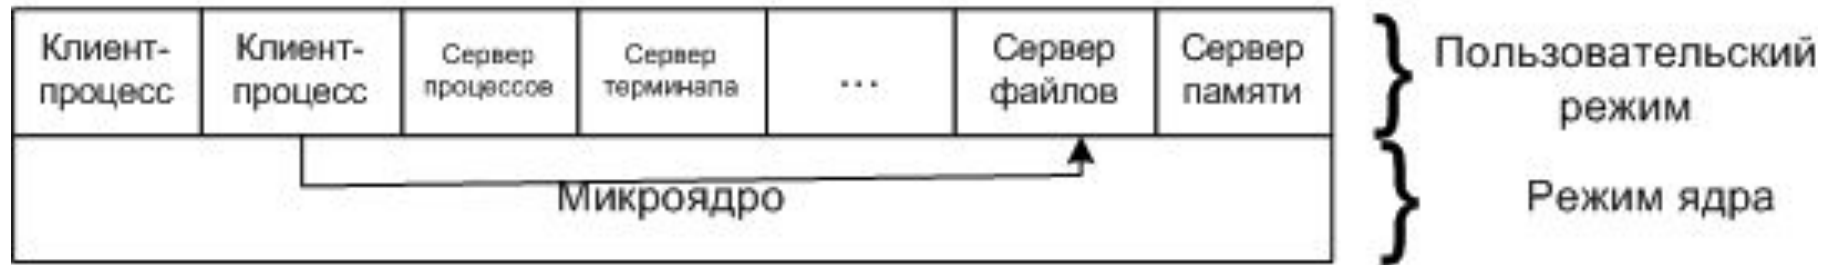 Клиент-
процесс
Клиент-
процесс
Сервер
процессов
Сервер
терминала
...
Сервер
файлов
Сервер
памяти
Пользовательский
режим
Микроядро
Режим ядра